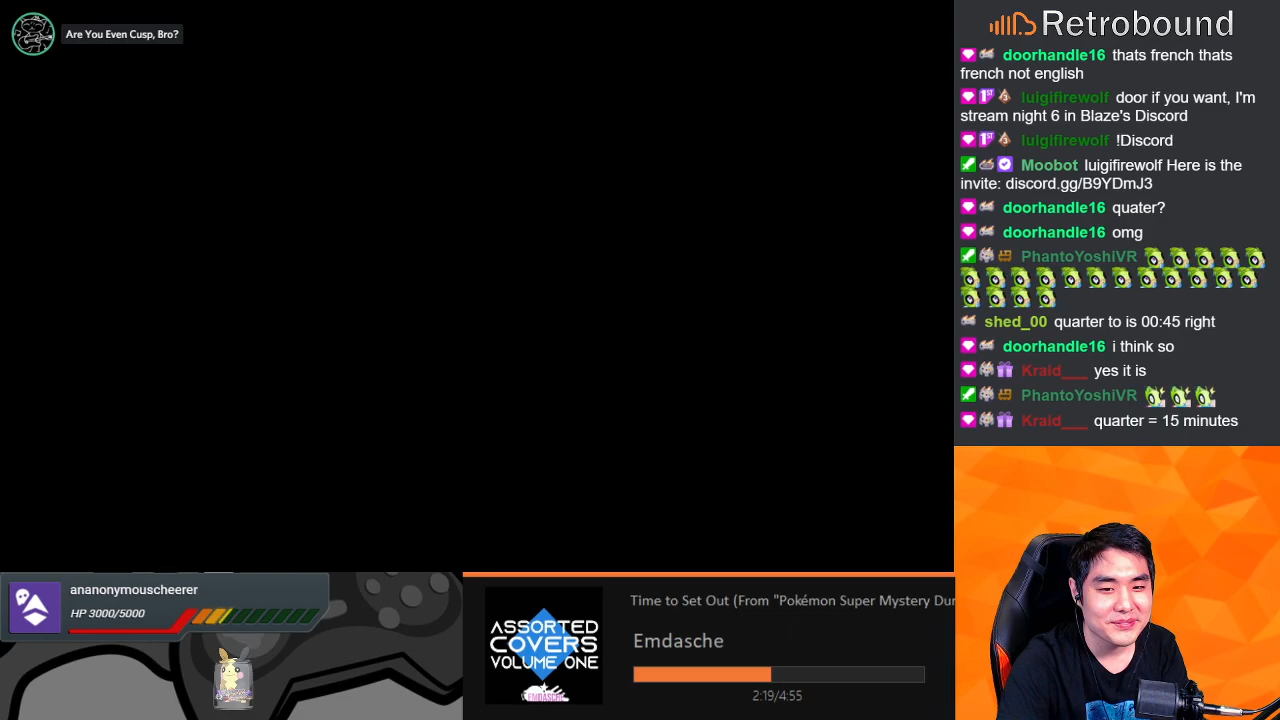 Are You Even Cusp, Bro?
Retrobound
doorhandle16 thats french thats
french not english
luigifirewolf door if you want, I'm
stream night 6 in Blaze's Discord
luigifirewolf !Discord
Moobot luigifirewolf Here is the
invite: discord.gg/B9YDmJ3
doorhandle16 quater?
doorhandle16 omg
PhantoYoshiVR
shed_00 quarter to is 00:45 right
doorhandle16 i think so
Kraid___ yes it is
PhantoYoshiVR
Kraid___ quarter = 15 minutes
ananonymouscheerer
HP 3000/5000
ASSORTED
COVERS
VOLUME ONE
EMDASCHE
Time to Set Out (From "Pokémon Super Mystery Dun
Emdasche
2:19/4:55